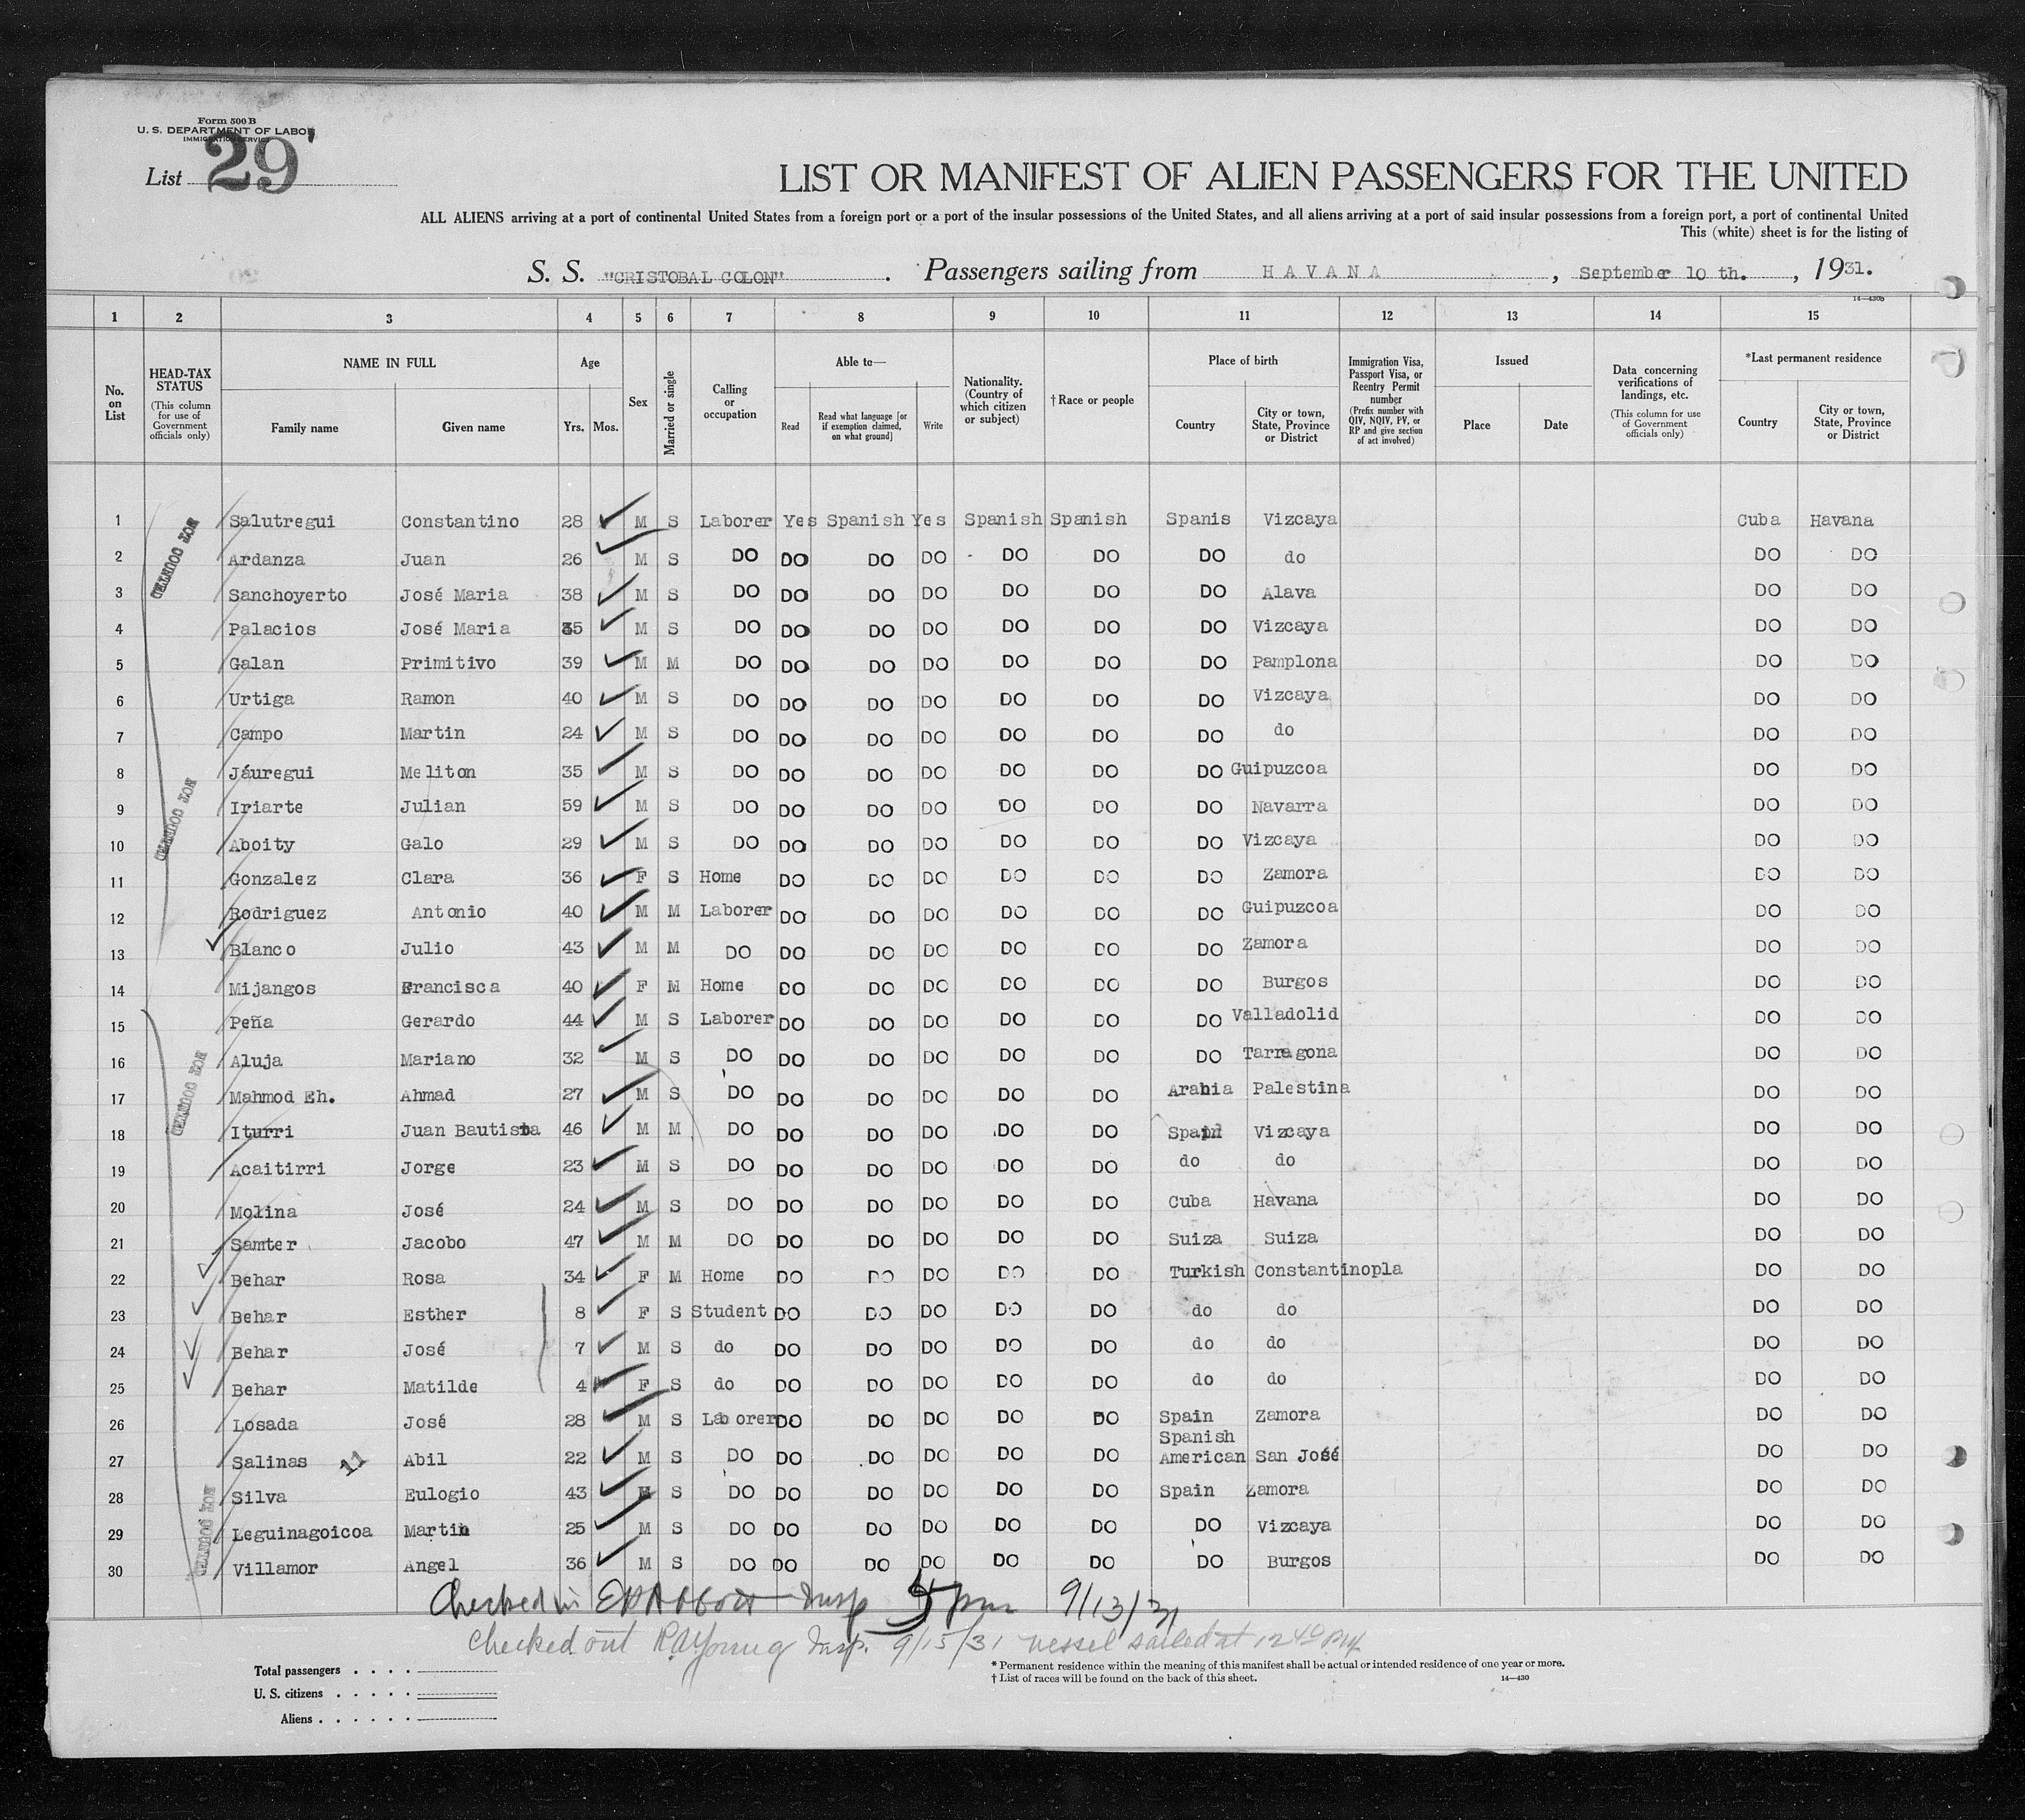 Form 500 B
U. S. DEPARTMENT OF LABOR
IMMIGRATION SERVICE
List 29
LIST OR MANIFEST OF ALIEN PASSENGERS FOR THE UNITED
ALL ALIENS arriving at a port of continental United States from a foreign port or a port of the insular possessions of the United States, and all aliens arriving at a port of said insular possessions from a foreign port, a port of continental United
This (white) sheet is for the listing of
S. S. "CRISTOBAL COLON" . Passengers sailing from HAVANA , September 10 th. , 1931.
14—430b
1 2 3 4 5 6 7 8 9 10 11 12 13 14 15
No. on List
HEAD-TAX STATUS
(This column for use of Government officials only)
NAME IN FULL
Family name Given name
Age
Yrs. Mos.
Sex
Married or single
Calling or occupation
Able to—
Read Read what language [or if exemption claimed, on what ground] Write
Nationality. (Country of which citizen or subject)
†Race or people
Place of birth
Country City or town, State, Province or District
Immigration Visa, Passport Visa, or Reentry Permit number
(Prefix number with QIV, NQIV, PV, or RP and give section of act involved)
Issued
Place Date
Data concerning verifications of landings, etc.
(This column for use of Government officials only)
*Last permanent residence
Country City or town, State, Province or District
1 Salutregui Constantino 28 M S Laborer Yes Spanish Yes Spanish Spanish Spanis Vizcaya Cuba Havana
2 Ardanza Juan 26 M S DO DO DO DO DO DO DO do DO DO
3 Sanchoyerto José Maria 38 M S DO DO DO DO DO DO DO Alava DO DO
4 Palacios José Maria 35 M S DO DO DO DO DO DO DO Vizcaya DO DO
5 Galan Primitivo 39 M M DO DO DO DO DO DO DO Pamplona DO DO
6 Urtiga Ramon 40 M S DO DO DO DO DO DO DO Vizcaya DO DO
7 Campo Martin 24 M S DO DO DO DO DO DO DO do DO DO
8 Jáuregui Meliton 35 M S DO DO DO DO DO DO DO Guipuzcoa DO DO
9 Iriarte Julian 59 M S DO DO DO DO DO DO DO Navarra DO DO
10 Aboity Galo 29 M S DO DO DO DO DO DO DO Vizcaya DO DO
11 Gonzalez Clara 36 F S Home DO DO DO DO DO DO Zamora DO DO
12 Rodriguez Antonio 40 M M Laborer DO DO DO DO DO DO Guipuzcoa DO DO
13 Blanco Julio 43 M M DO DO DO DO DO DO DO Zamora DO DO
14 Mijangos Francisca 40 F M Home DO DO DO DO DO DO Burgos DO DO
15 Peña Gerardo 44 M S Laborer DO DO DO DO DO DO Valladolid DO DO
16 Aluja Mariano 32 M S DO DO DO DO DO DO DO Tarragona DO DO
17 Mahmod Eh. Ahmad 27 M S DO DO DO DO DO DO Arabia Palestina DO DO
18 Iturri Juan Bautista 46 M M DO DO DO DO DO DO Spain Vizcaya DO DO
19 Acaitirri Jorge 23 M S DO DO DO DO DO DO do do DO DO
20 Molina José 24 M S DO DO DO DO DO DO Cuba Havana DO DO
21 Samter Jacobo 47 M M DO DO DO DO DO DO Suiza Suiza DO DO
22 Behar Rosa 34 F M Home DO DO DO DO DO Turkish Constantinopla DO DO
23 Behar Esther 8 F S Student DO DO DO DO DO do do DO DO
24 Behar José 7 M S do DO DO DO DO DO do do DO DO
25 Behar Matilde 4 F S do DO DO DO DO DO do do DO DO
26 Losada José 28 M S Laborer DO DO DO DO DO Spain Zamora DO DO
27 Salinas 11 Abil 22 M S DO DO DO DO DO DO Spanish American San José DO DO
28 Silva Eulogio 43 M S DO DO DO DO DO DO Spain Zamora DO DO
29 Leguinagoicoa Martin 25 M S DO DO DO DO DO DO DO Vizcaya DO DO
30 Villamor Angel 36 M S DO DO DO DO DO DO DO Burgos DO DO
NOT COUNTED
NOT COUNTED
NOT COUNTED
NOT COUNTED
Checked in Abbott Insp 5 pm 9/13/31
Checked out R A Young Insp. 9/15/31 vessel sailed at 12 40 PM
Total passengers . . . .
U. S. citizens . . . . .
Aliens . . . . . .
* Permanent residence within the meaning of this manifest shall be actual or intended residence of one year or more.
† List of races will be found on the back of this sheet.
14—430